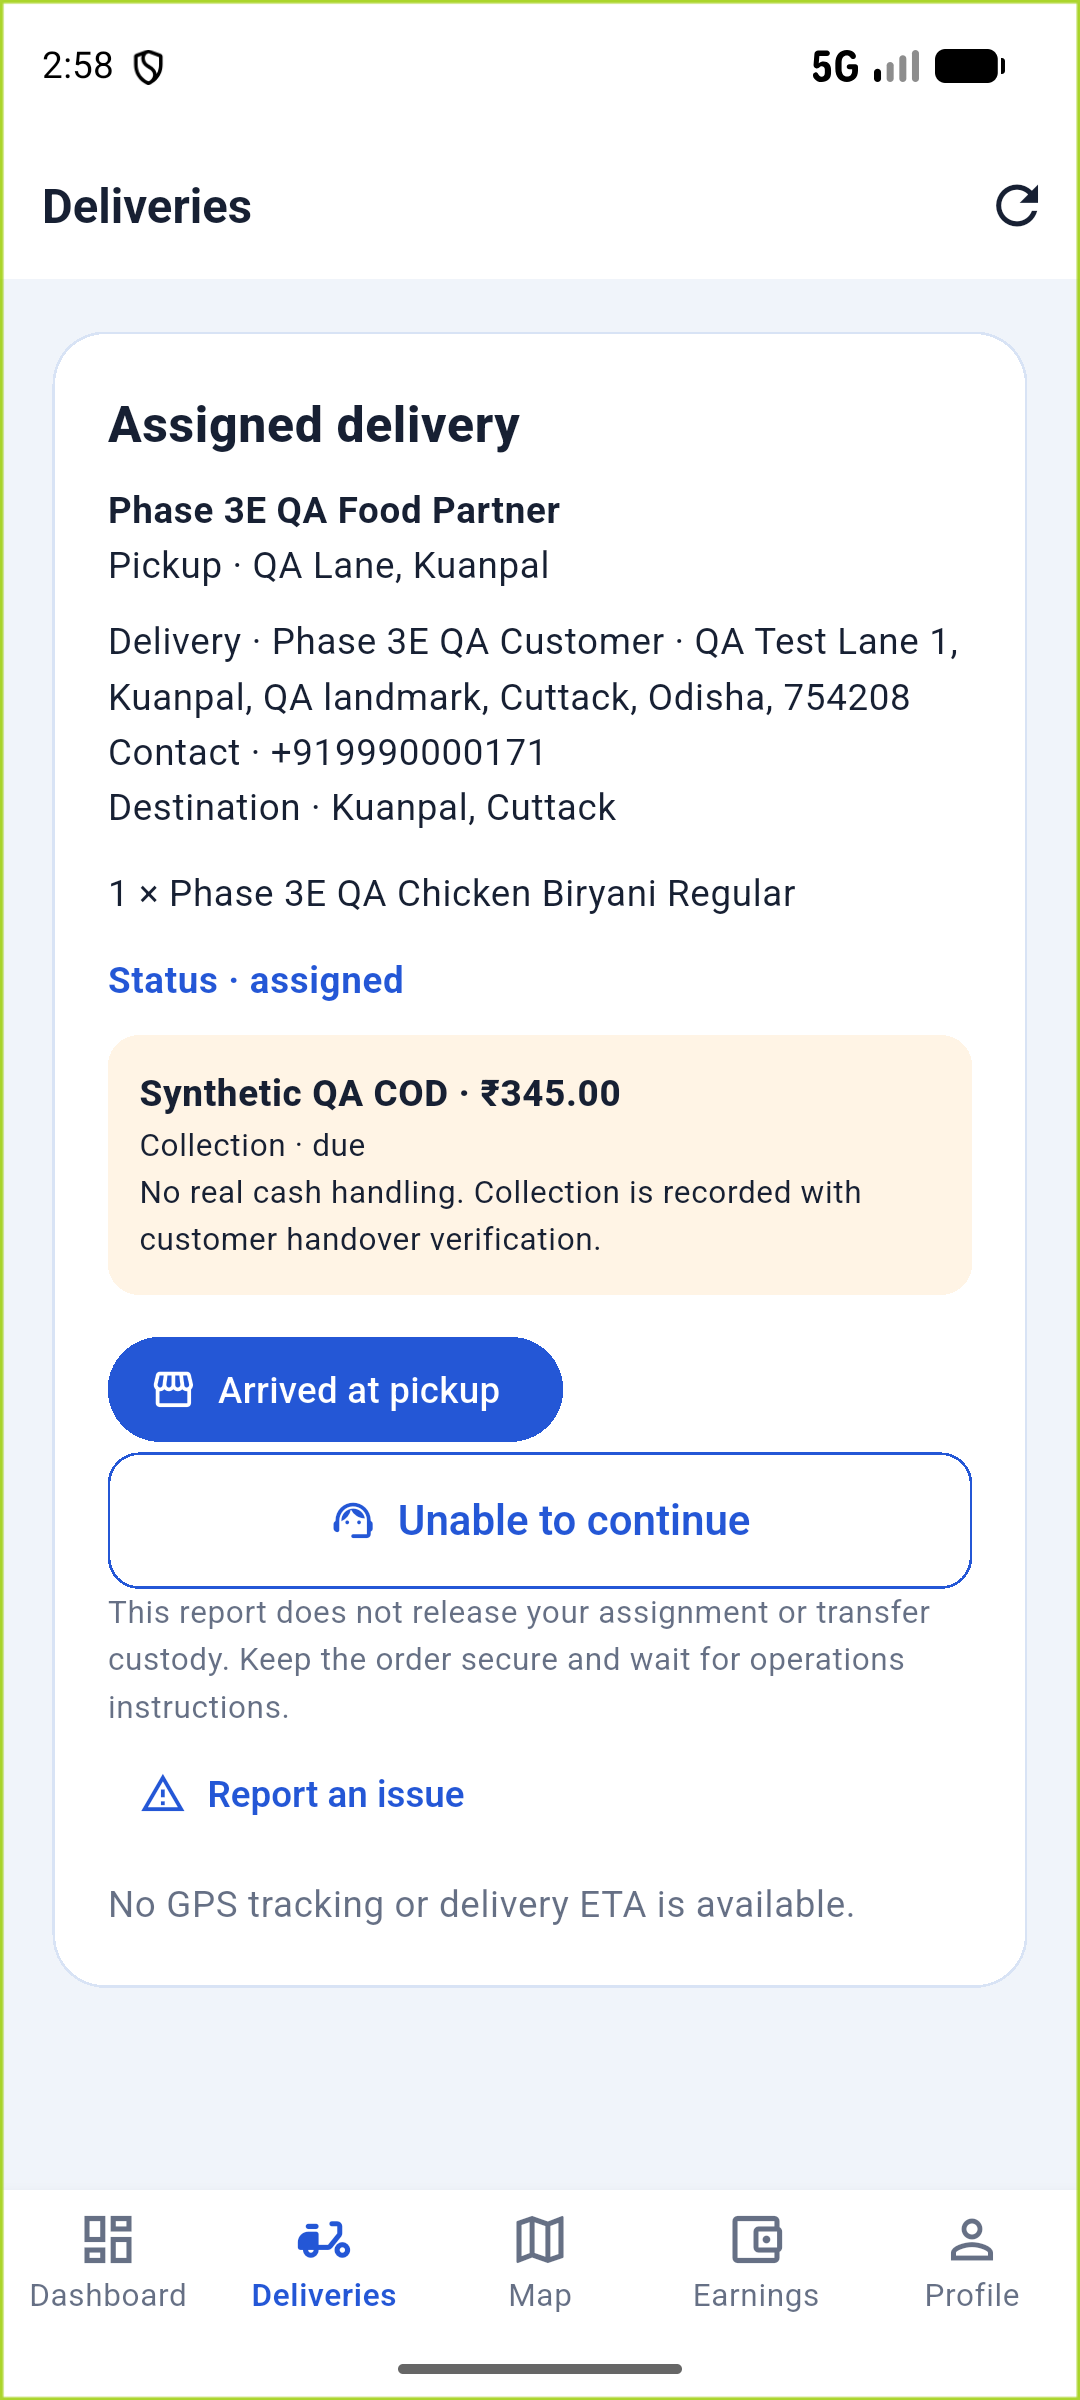 2:58
5G
Deliveries
Assigned delivery
Phase 3E QA Food Partner
Pickup · QA Lane, Kuanpal
Delivery · Phase 3E QA Customer · QA Test Lane 1,
Kuanpal, QA landmark, Cuttack, Odisha, 754208
Contact · +919990000171
Destination · Kuanpal, Cuttack
1 × Phase 3E QA Chicken Biryani Regular
Status · assigned
Synthetic QA COD · ₹345.00
Collection · due
No real cash handling. Collection is recorded with
customer handover verification.
Arrived at pickup
Unable to continue
This report does not release your assignment or transfer
custody. Keep the order secure and wait for operations
instructions.
Report an issue
No GPS tracking or delivery ETA is available.
Dashboard
Deliveries
Map
Earnings
Profile